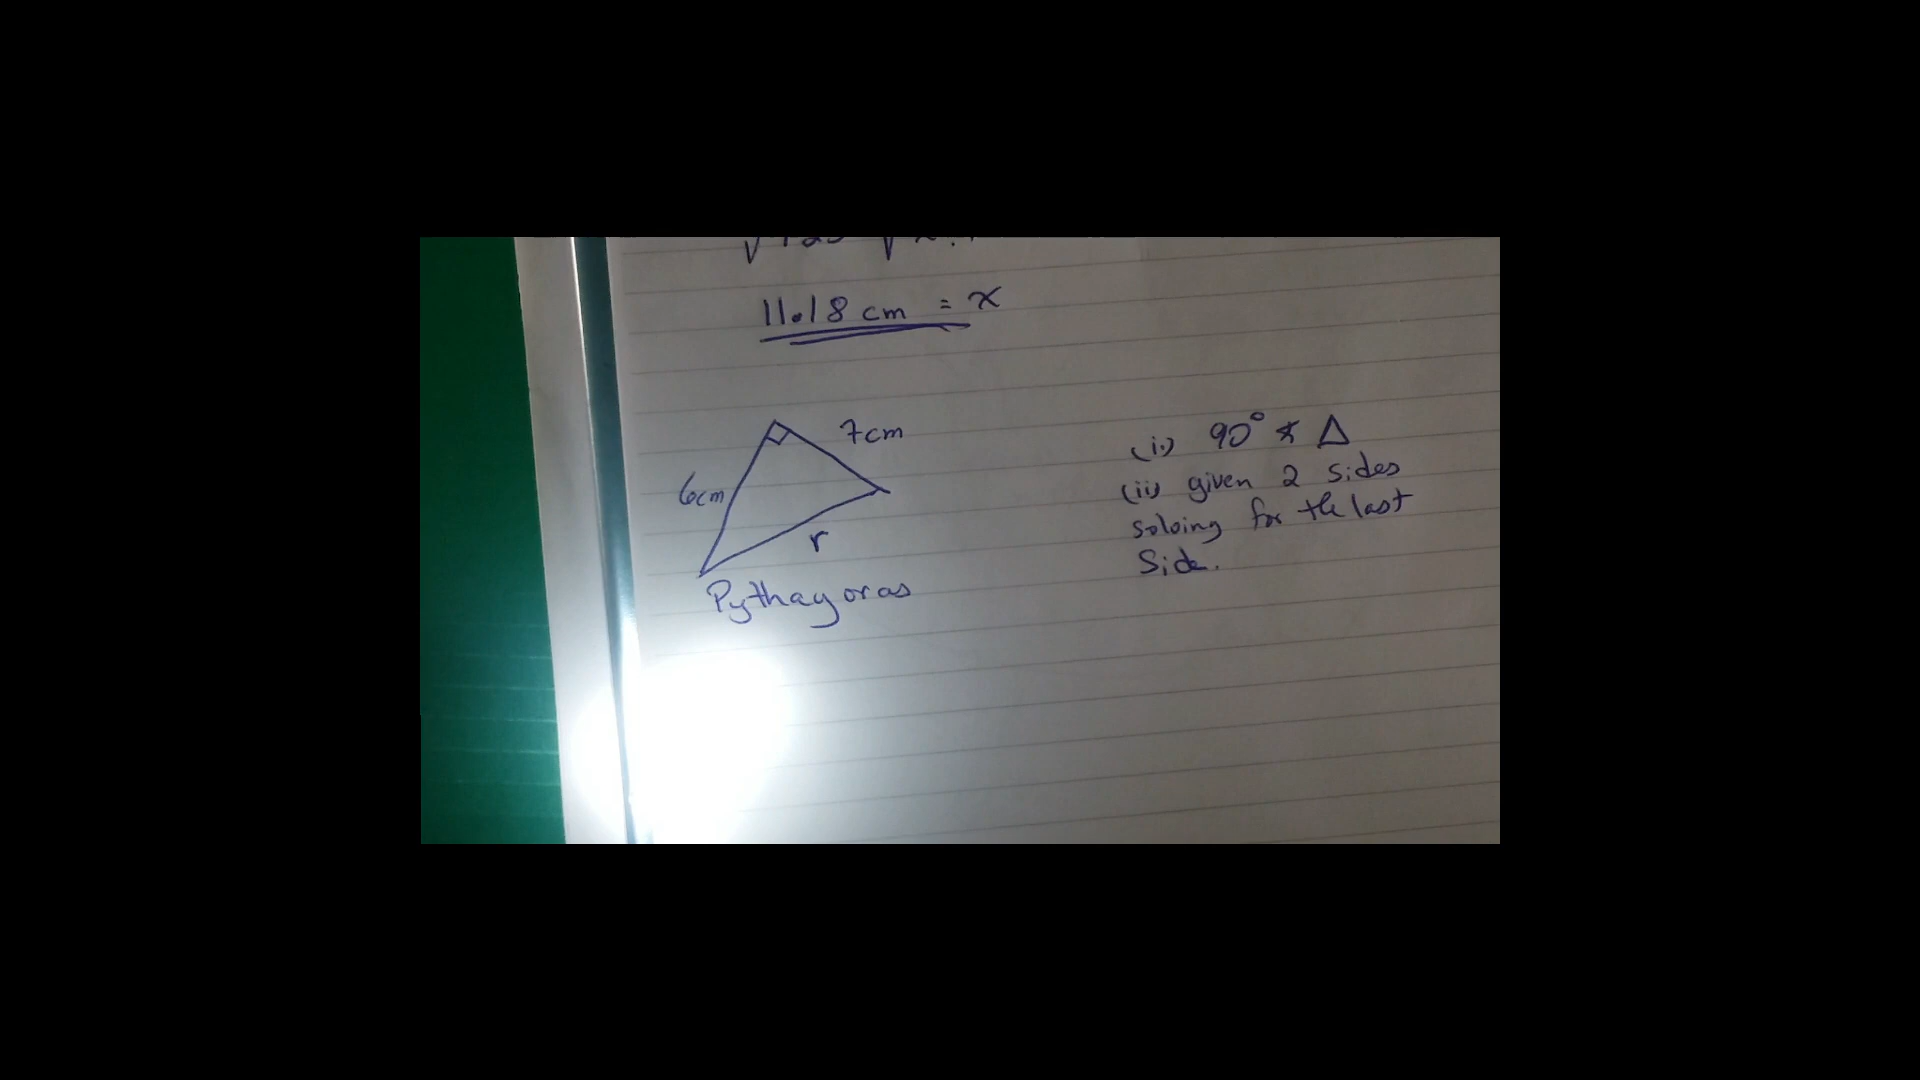 11.18 cm = x
7cm
6cm
r
Pythagoras
(i) 90° ∡ Δ
(ii) given 2 sides
solving for the last
Side.